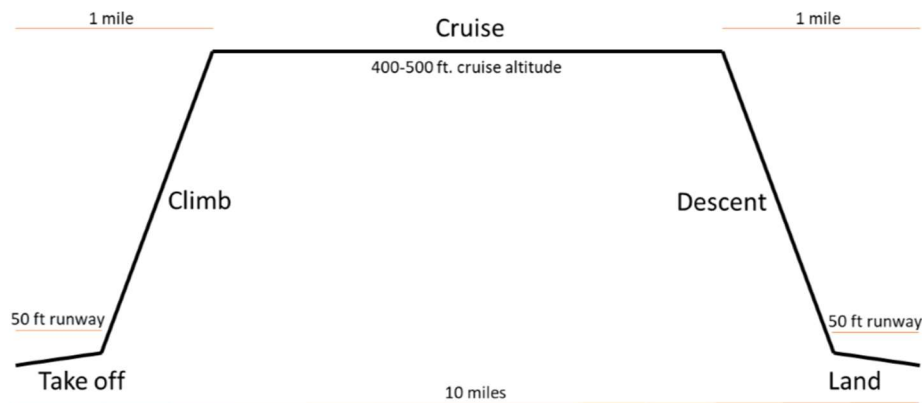 1 mile
Cruise
1 mile
400-500 ft. cruise altitude
Climb
Descent
50 ft runway
50 ft runway
Take off
10 miles
Land